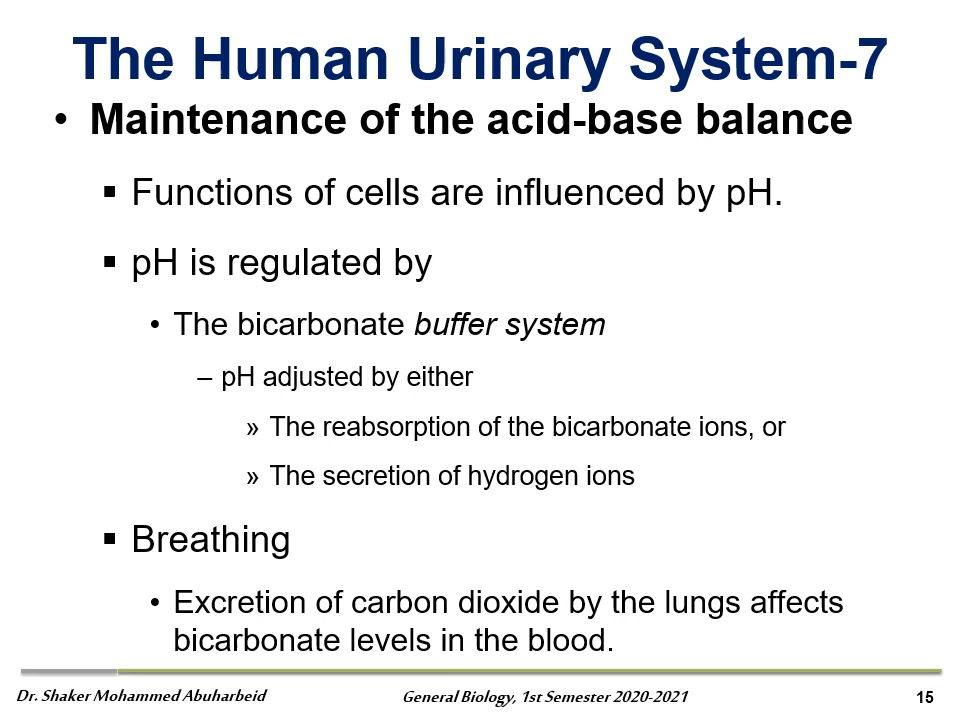 The Human Urinary System-7
• Maintenance of the acid-base balance
▪ Functions of cells are influenced by pH.
▪ pH is regulated by
• The bicarbonate buffer system
– pH adjusted by either
» The reabsorption of the bicarbonate ions, or
» The secretion of hydrogen ions
▪ Breathing
• Excretion of carbon dioxide by the lungs affects
bicarbonate levels in the blood.
Dr. Shaker Mohammed Abuharbeid
General Biology, 1st Semester 2020-2021
15